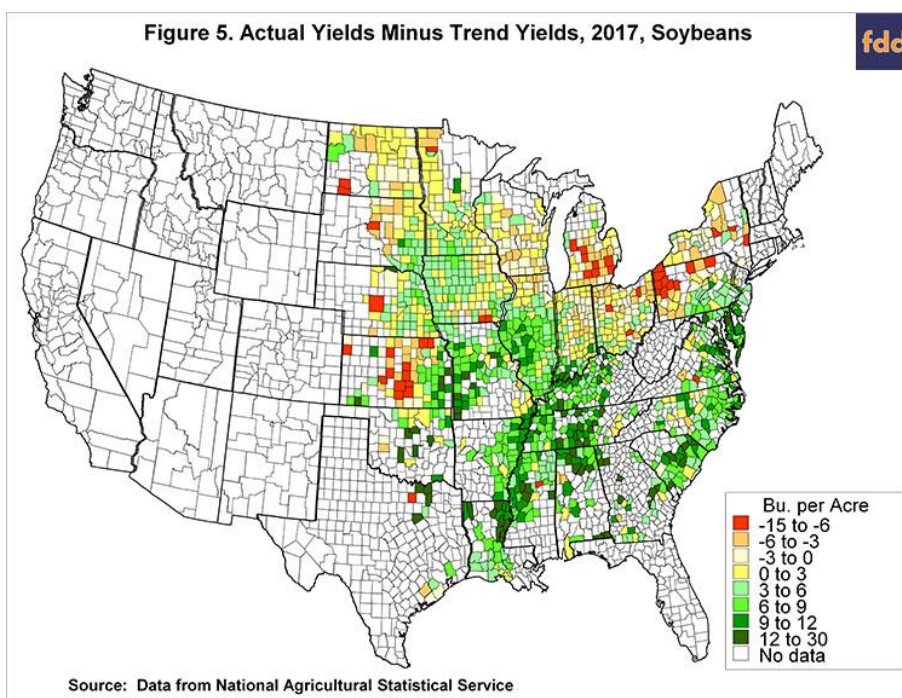 Figure 5. Actual Yields Minus Trend Yields, 2017, Soybeans
fdd
Bu. per Acre
-15 to -6
-6 to -3
-3 to 0
0 to 3
3 to 6
6 to 9
9 to 12
12 to 30
No data
Source: Data from National Agricultural Statistical Service